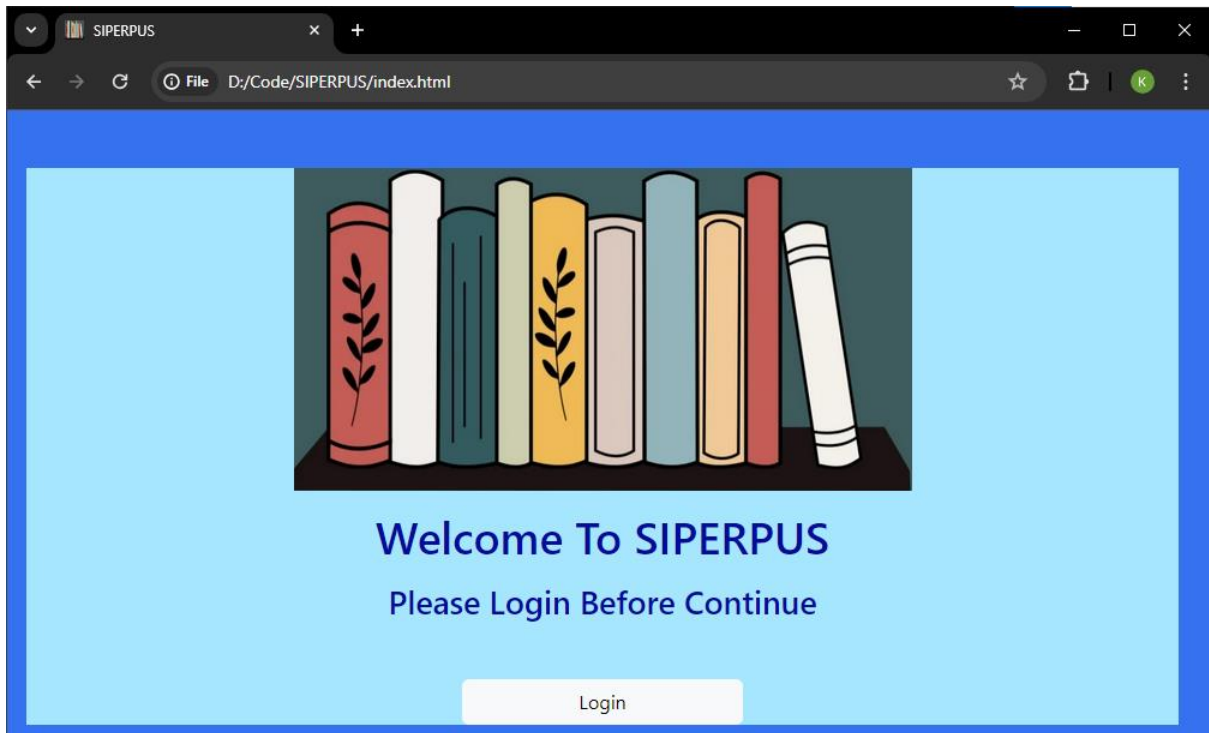 SIPERPUS
File D:/Code/SIPERPUS/index.html
K
Welcome To SIPERPUS
Please Login Before Continue
Login